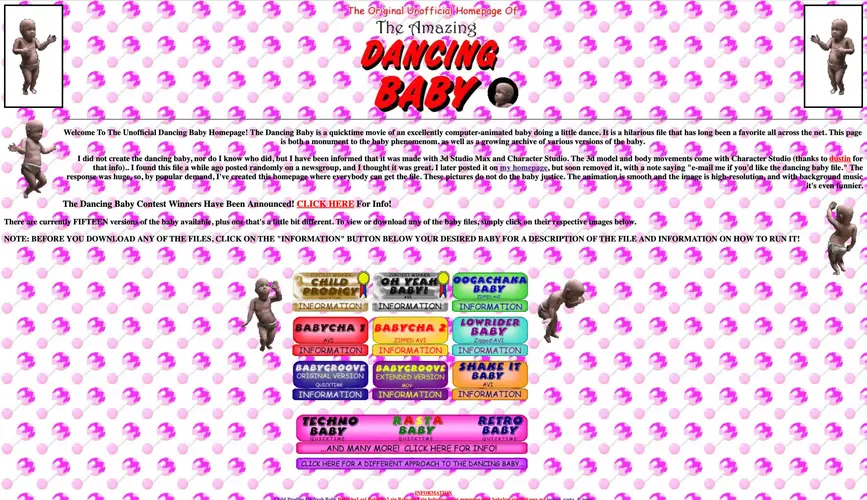 The Original Unofficial Homepage Of
The Amazing
DANCING
BABY
Welcome To The Unofficial Dancing Baby Homepage! The Dancing Baby is a quicktime movie of an excellently computer-animated baby doing a little dance. It is a hilarious file that has long been a favorite all across the net. This page
is both a monument to the baby phenomenom, as well as a growing archive of various versions of the baby.
I did not create the dancing baby, nor do I know who did, but I have been informed that it was made with 3d Studio Max and Character Studio. The 3d model and body movements come with Character Studio (thanks to dustin for
that info).. I found this file a while ago posted randomly on a newsgroup, and I thought it was great. I later posted it on my homepage, but soon removed it, with a note saying "e-mail me if you'd like the dancing baby file." The
response was huge, so, by popular demand, I've created this homepage where everybody can get the file. These pictures do not do the baby justice. The animation is smooth and the image is high-resolution, and with background music
it's even funnier.
The Dancing Baby Contest Winners Have Been Announced! CLICK HERE For Info!
There are currently FIFTEEN versions of the baby available, plus one that's a little bit different. To view or download any of the baby files, simply click on their respective images below.
NOTE: BEFORE YOU DOWNLOAD ANY OF THE FILES, CLICK ON THE "INFORMATION" BUTTON BELOW YOUR DESIRED BABY FOR A DESCRIPTION OF THE FILE AND INFORMATION ON HOW TO RUN IT!
CONTEST WINNER CONTEST WINNER
CHILD PRODIGY OH YEAH BABY! AVI OOGACHAKA BABY ZIPPED AVI
INFORMATION INFORMATION INFORMATION
BABYCHA 1 AVI BABYCHA 2 ZIPPED AVI LOWRIDER BABY Zipped AVI
INFORMATION INFORMATION INFORMATION
BABYGROOVE ORIGINAL VERSION QUICKTIME BABYGROOVE EXTENDED VERSION MOV SHAKE IT BABY AVI
INFORMATION INFORMATION INFORMATION
TECHNO BABY QUICKTIME RASTA BABY QUICKTIME RETRO BABY QUICKTIME
...AND MANY MORE! CLICK HERE FOR INFO!
CLICK HERE FOR A DIFFERENT APPROACH TO THE DANCING BABY...
INFORMATION